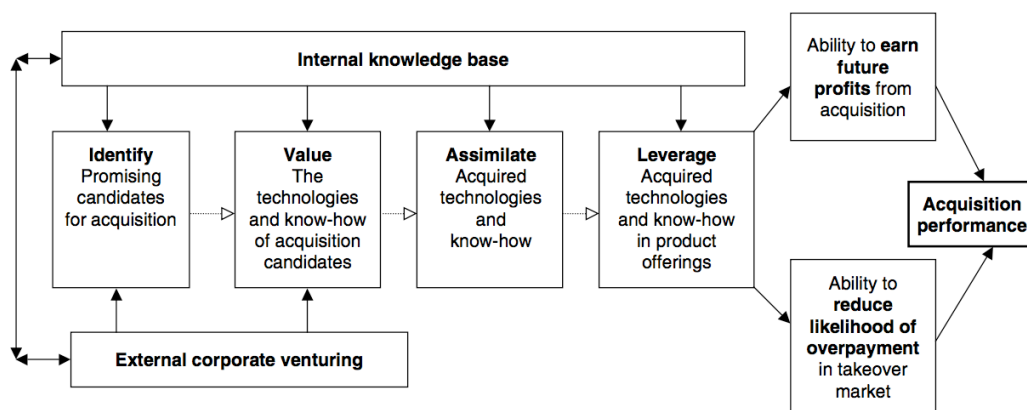 Internal knowledge base
Identify
Promising
candidates
for acquisition
Value
The
technologies
and know-how
of acquisition
candidates
Assimilate
Acquired
technologies
and
know-how
Leverage
Acquired
technologies
and know-how
in product
offerings
External corporate venturing
Ability to earn
future
profits from
acquisition
Ability to
reduce
likelihood of
overpayment
in takeover
market
Acquisition
performance